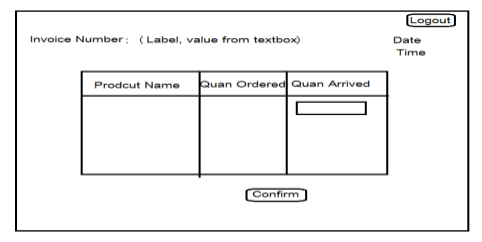 Logout
Invoice Number: (Label, value from textbox) Date
Time
Prodcut Name Quan Ordered Quan Arrived
Confirm